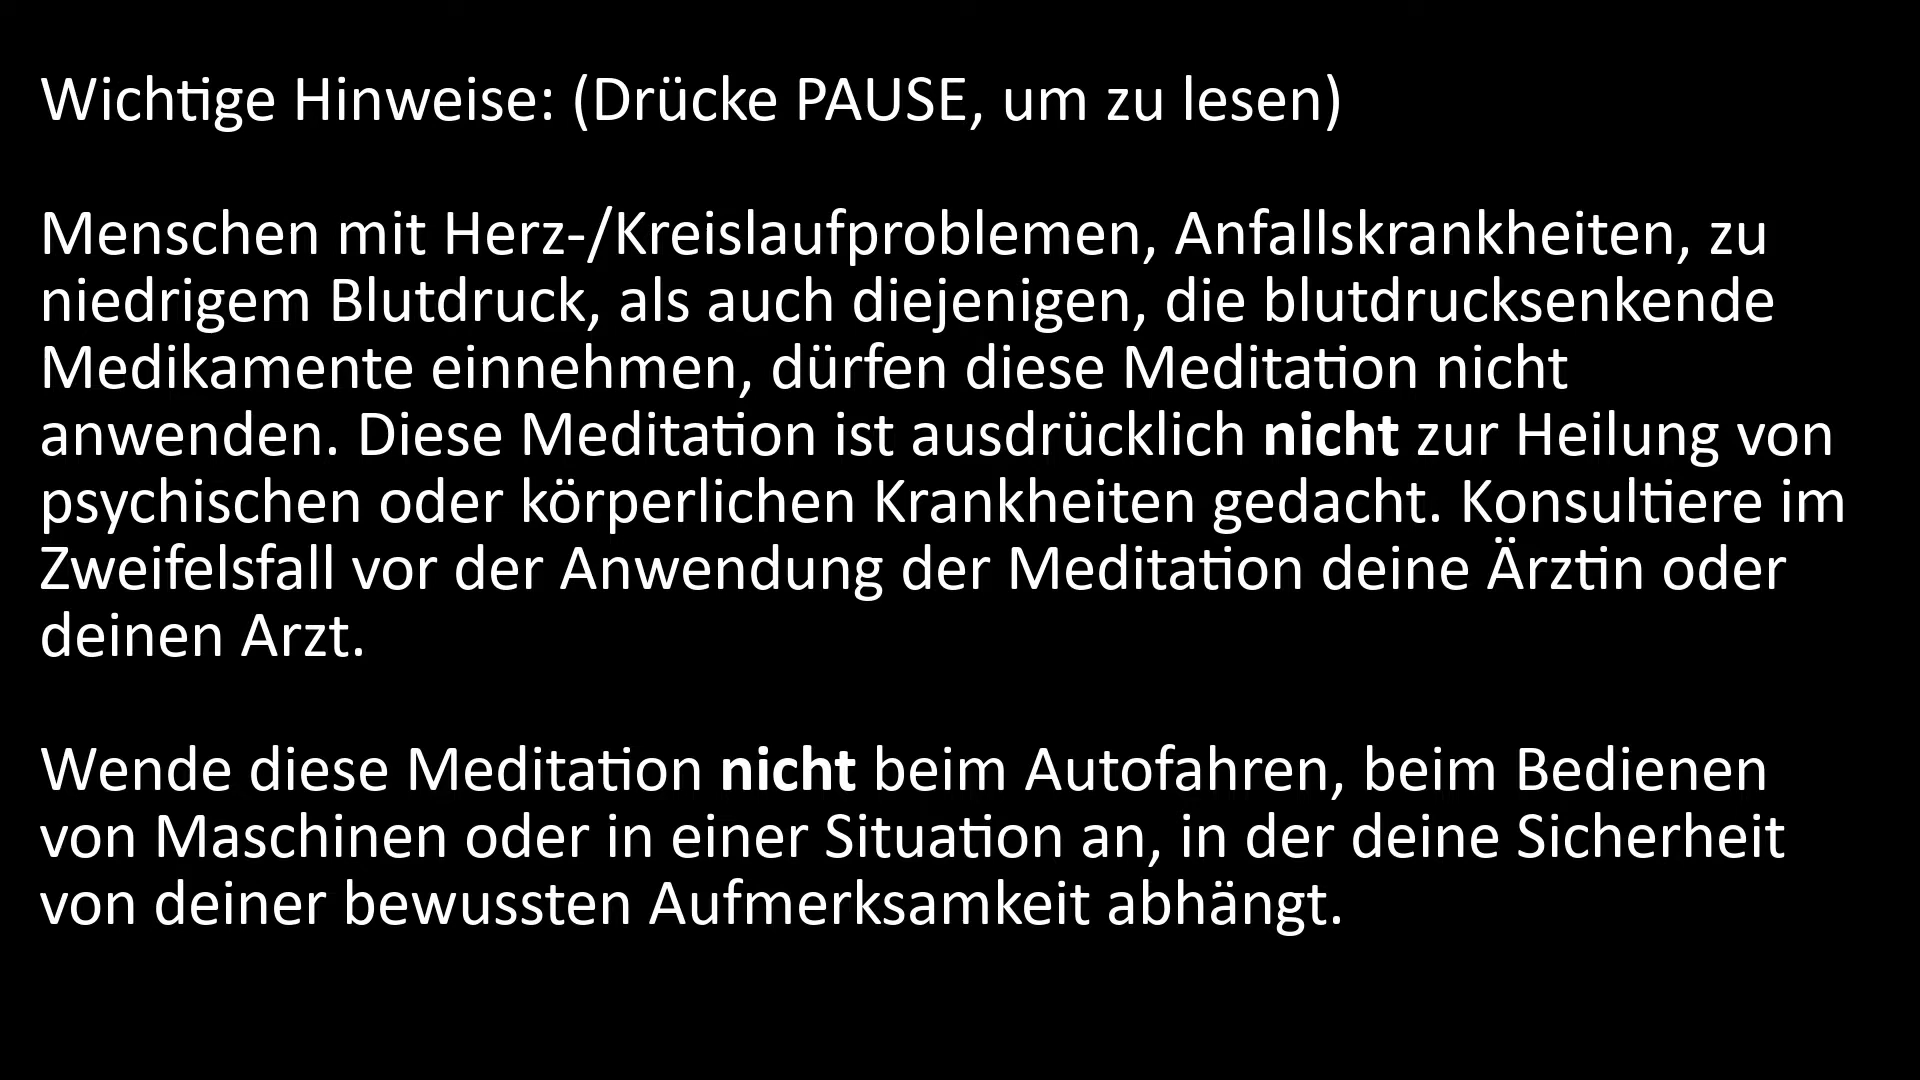 Wichtige Hinweise: (Drücke PAUSE, um zu lesen)
Menschen mit Herz-/Kreislaufproblemen, Anfallskrankheiten, zu
niedrigem Blutdruck, als auch diejenigen, die blutdrucksenkende
Medikamente einnehmen, dürfen diese Meditation nicht
anwenden. Diese Meditation ist ausdrücklich nicht zur Heilung von
psychischen oder körperlichen Krankheiten gedacht. Konsultiere im
Zweifelsfall vor der Anwendung der Meditation deine Ärztin oder
deinen Arzt.
Wende diese Meditation nicht beim Autofahren, beim Bedienen
von Maschinen oder in einer Situation an, in der deine Sicherheit
von deiner bewussten Aufmerksamkeit abhängt.